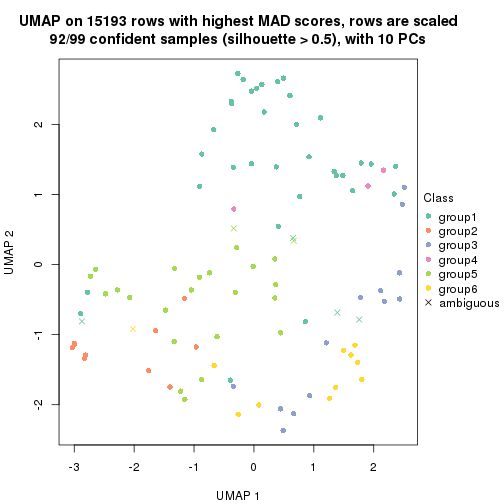 UMAP on 15193 rows with highest MAD scores, rows are scaled
92/99 confident samples (silhouette > 0.5), with 10 PCs
2
1
0
-1
-2
UMAP 2
-3
-2
-1
0
1
2
UMAP 1
Class
group1
group2
group3
group4
group5
group6
ambiguous